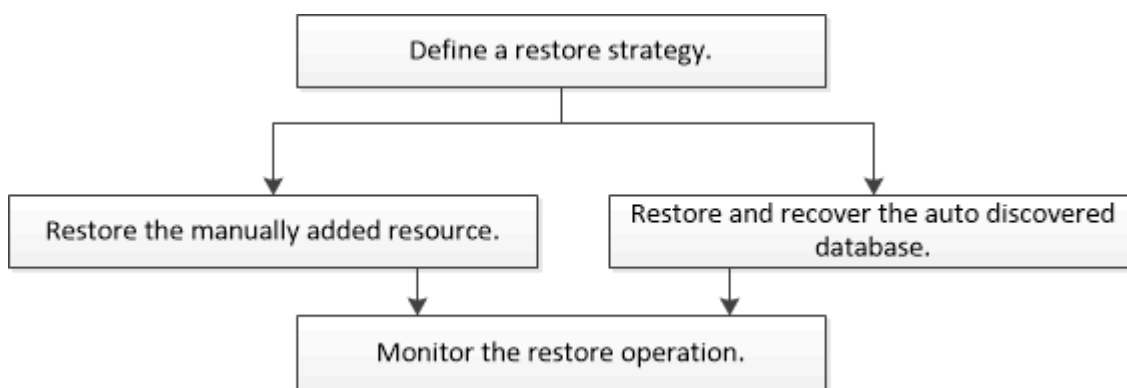 Define a restore strategy.
Restore the manually added resource.
Restore and recover the auto discovered
database.
Monitor the restore operation.